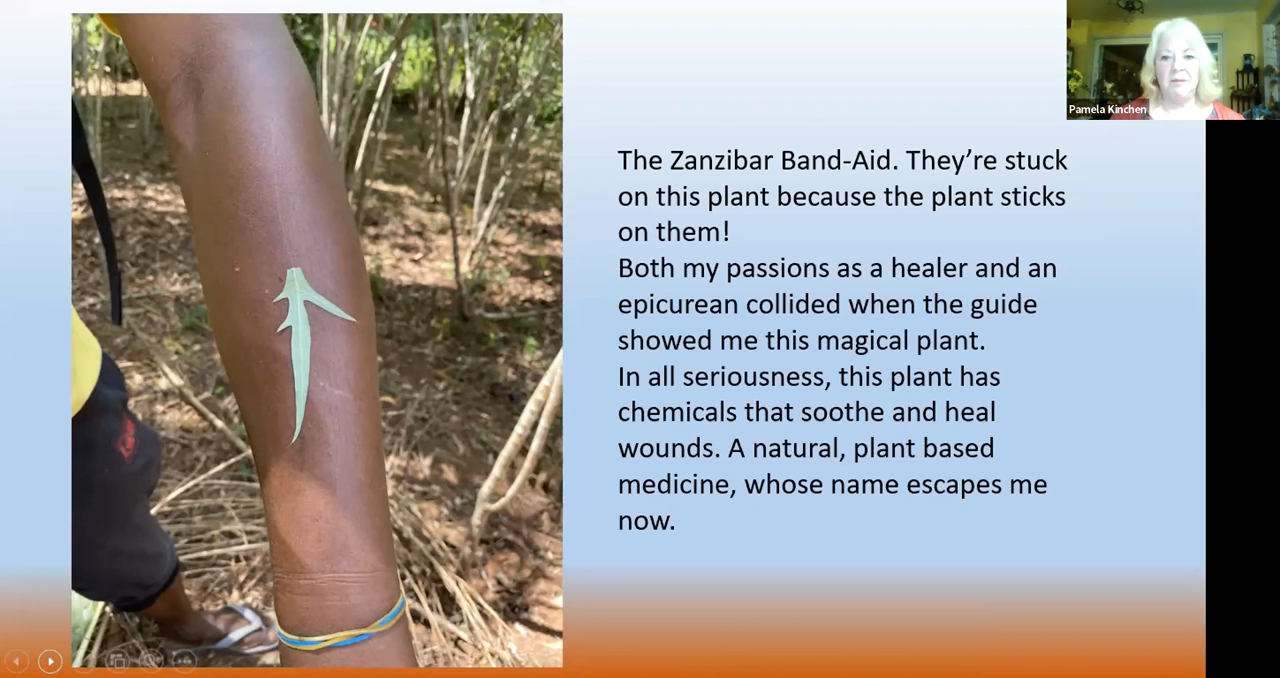 Pamela Kinchen
The Zanzibar Band-Aid. They’re stuck
on this plant because the plant sticks
on them!
Both my passions as a healer and an
epicurean collided when the guide
showed me this magical plant.
In all seriousness, this plant has
chemicals that soothe and heal
wounds. A natural, plant based
medicine, whose name escapes me
now.